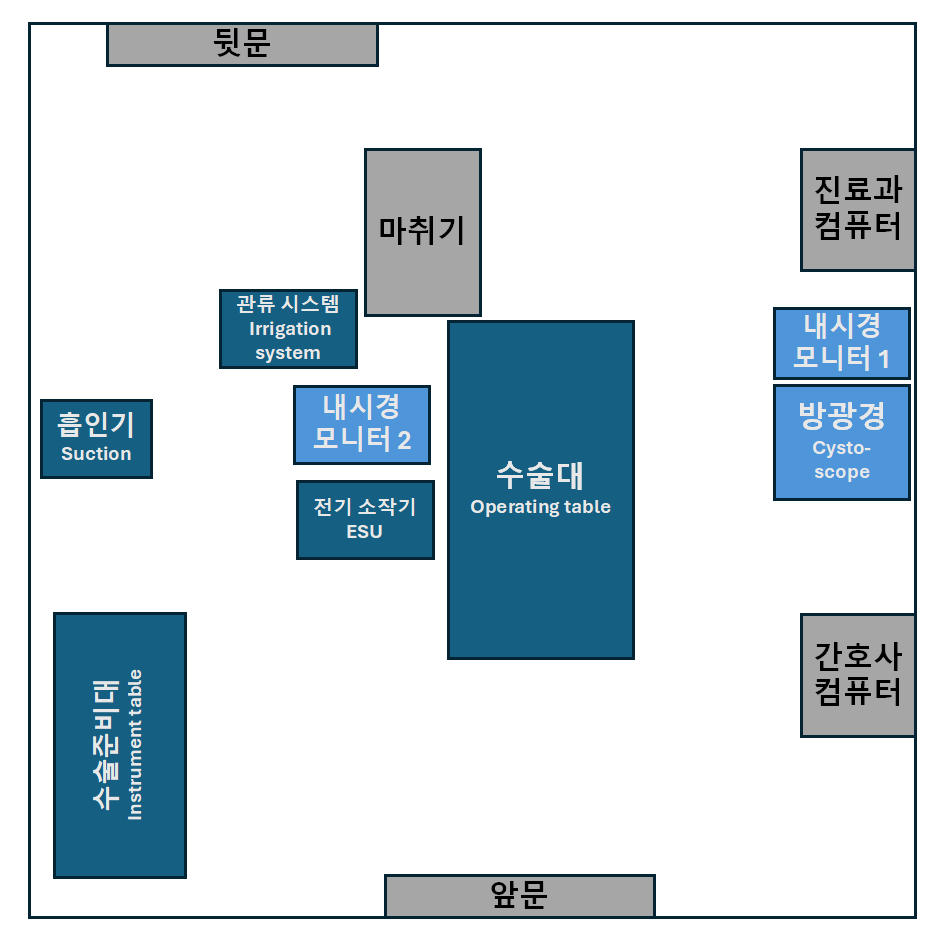 뒷문
마취기
진료과
컴퓨터
관류 시스템
Irrigation
system
내시경
모니터 1
내시경
모니터 2
방광경
Cysto-
scope
흡인기
Suction
수술대
Operating table
전기 소작기
ESU
수술준비대
Instrument table
간호사
컴퓨터
앞문